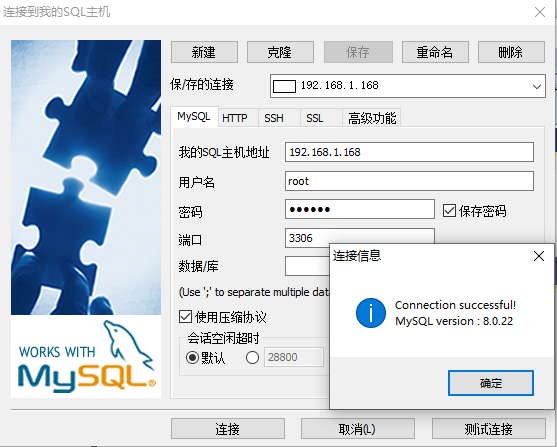 连接到我的SQL主机
新建 克隆 保存 重命名 删除
保/存的连接 192.168.1.168
MySQL HTTP SSH SSL 高级功能
我的SQL主机地址 192.168.1.168
用户名 root
密码 ●●●●●● 保存密码
端口 3306
数据/库
(Use ';' to separate multiple
使用压缩协议
会话空闲超时
默认 28800
连接信息
Connection successful!
MySQL version : 8.0.22
确定
WORKS WITH
MySQL®
连接 取消(L) 测试连接